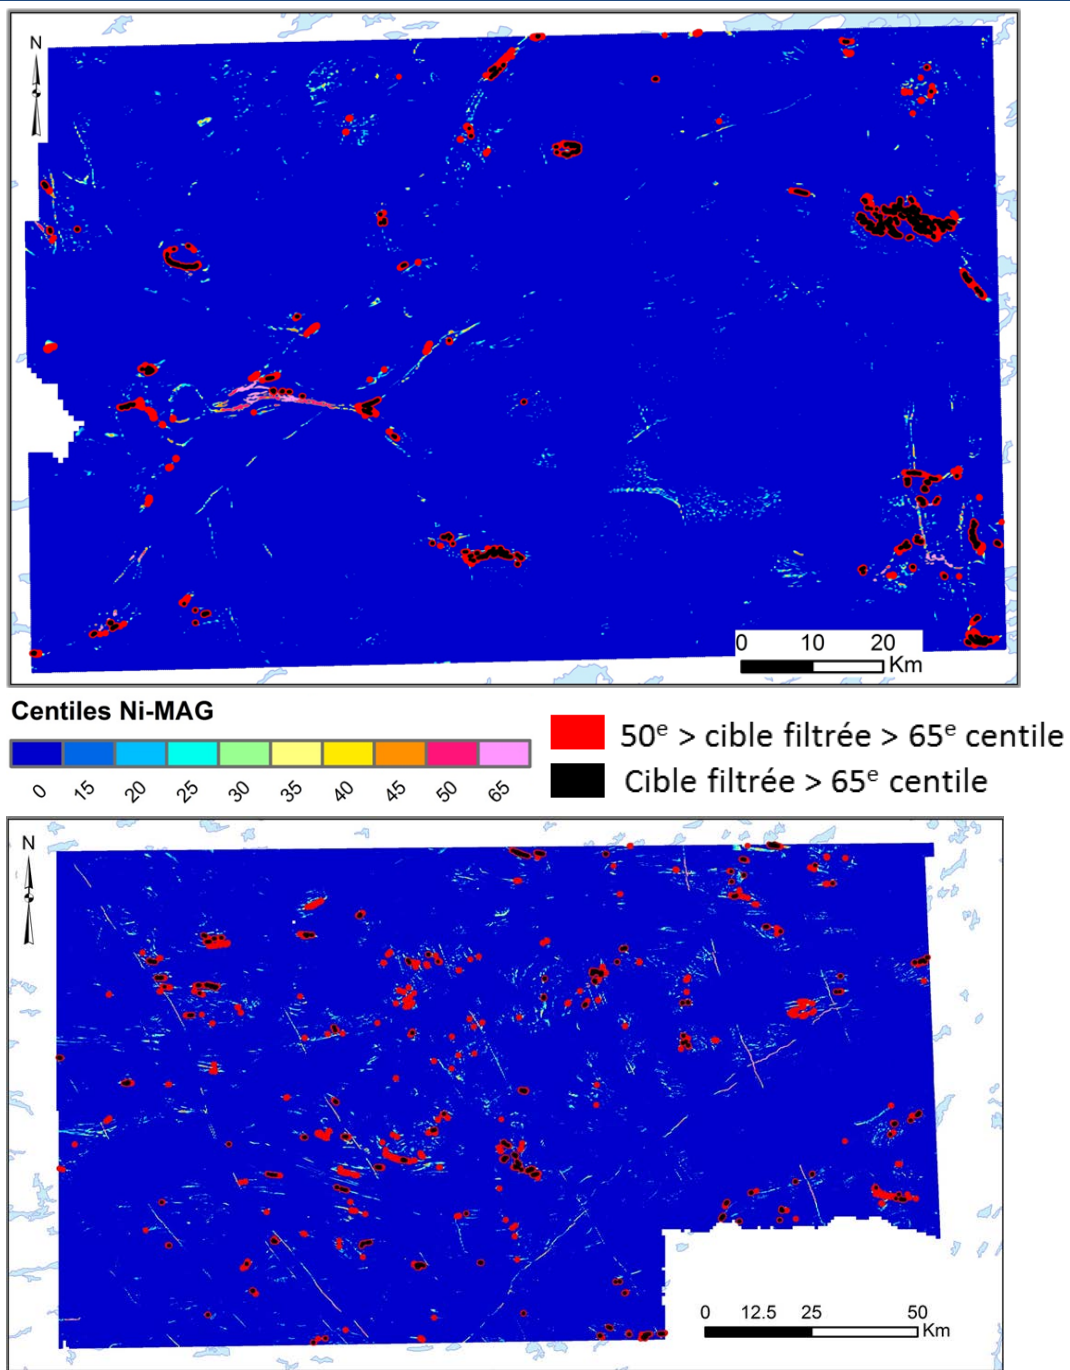 N
0 10 20
Km
Centiles Ni-MAG
0 15 20 25 30 35 40 45 50 65
50e > cible filtrée > 65e centile
Cible filtrée > 65e centile
N
0 12.5 25 50
Km